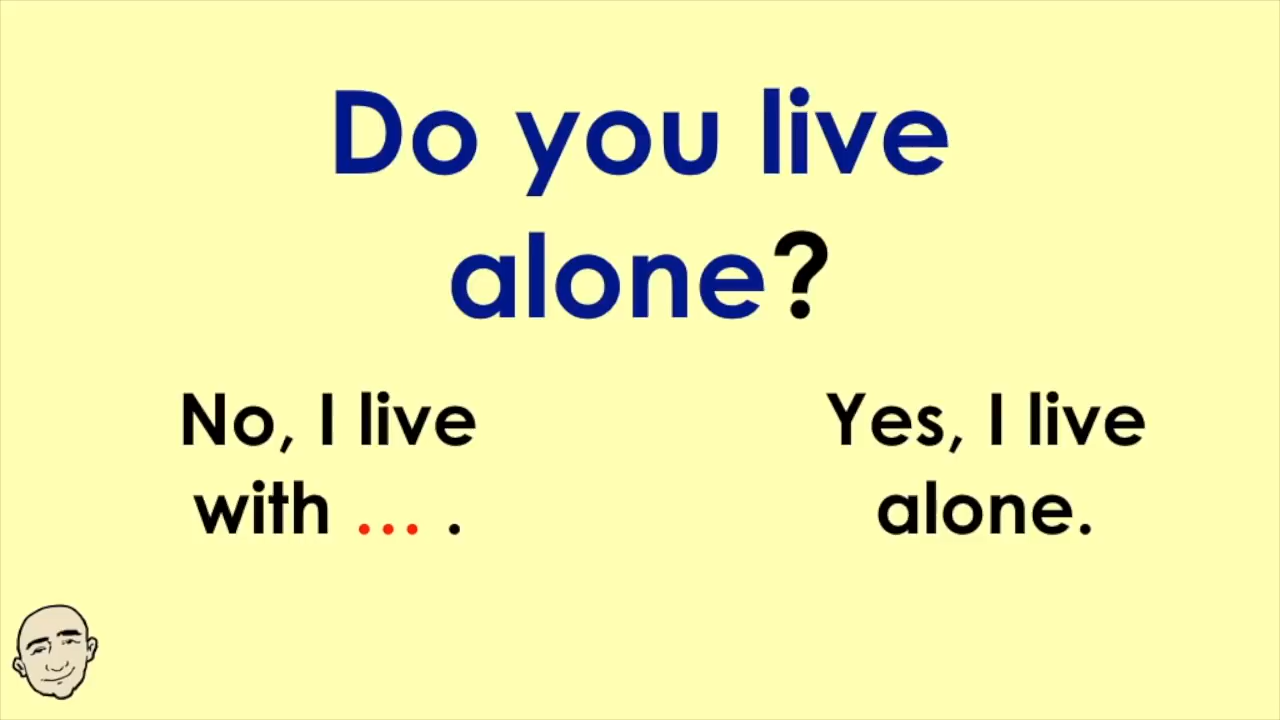 Do you live
alone?
No, I live
with ... .
Yes, I live
alone.